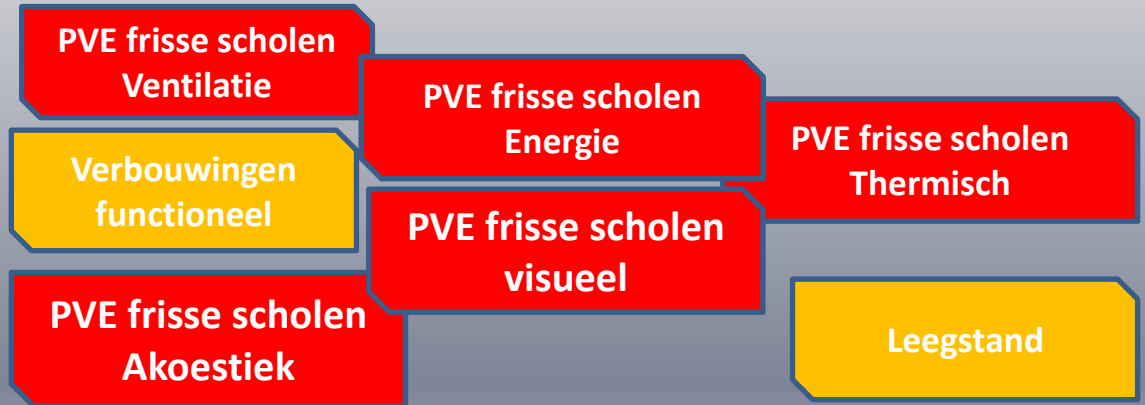 PVE frisse scholen
Ventilatie
PVE frisse scholen
Energie
PVE frisse scholen
Thermisch
Verbouwingen
functioneel
PVE frisse scholen
visueel
PVE frisse scholen
Akoestiek
Leegstand